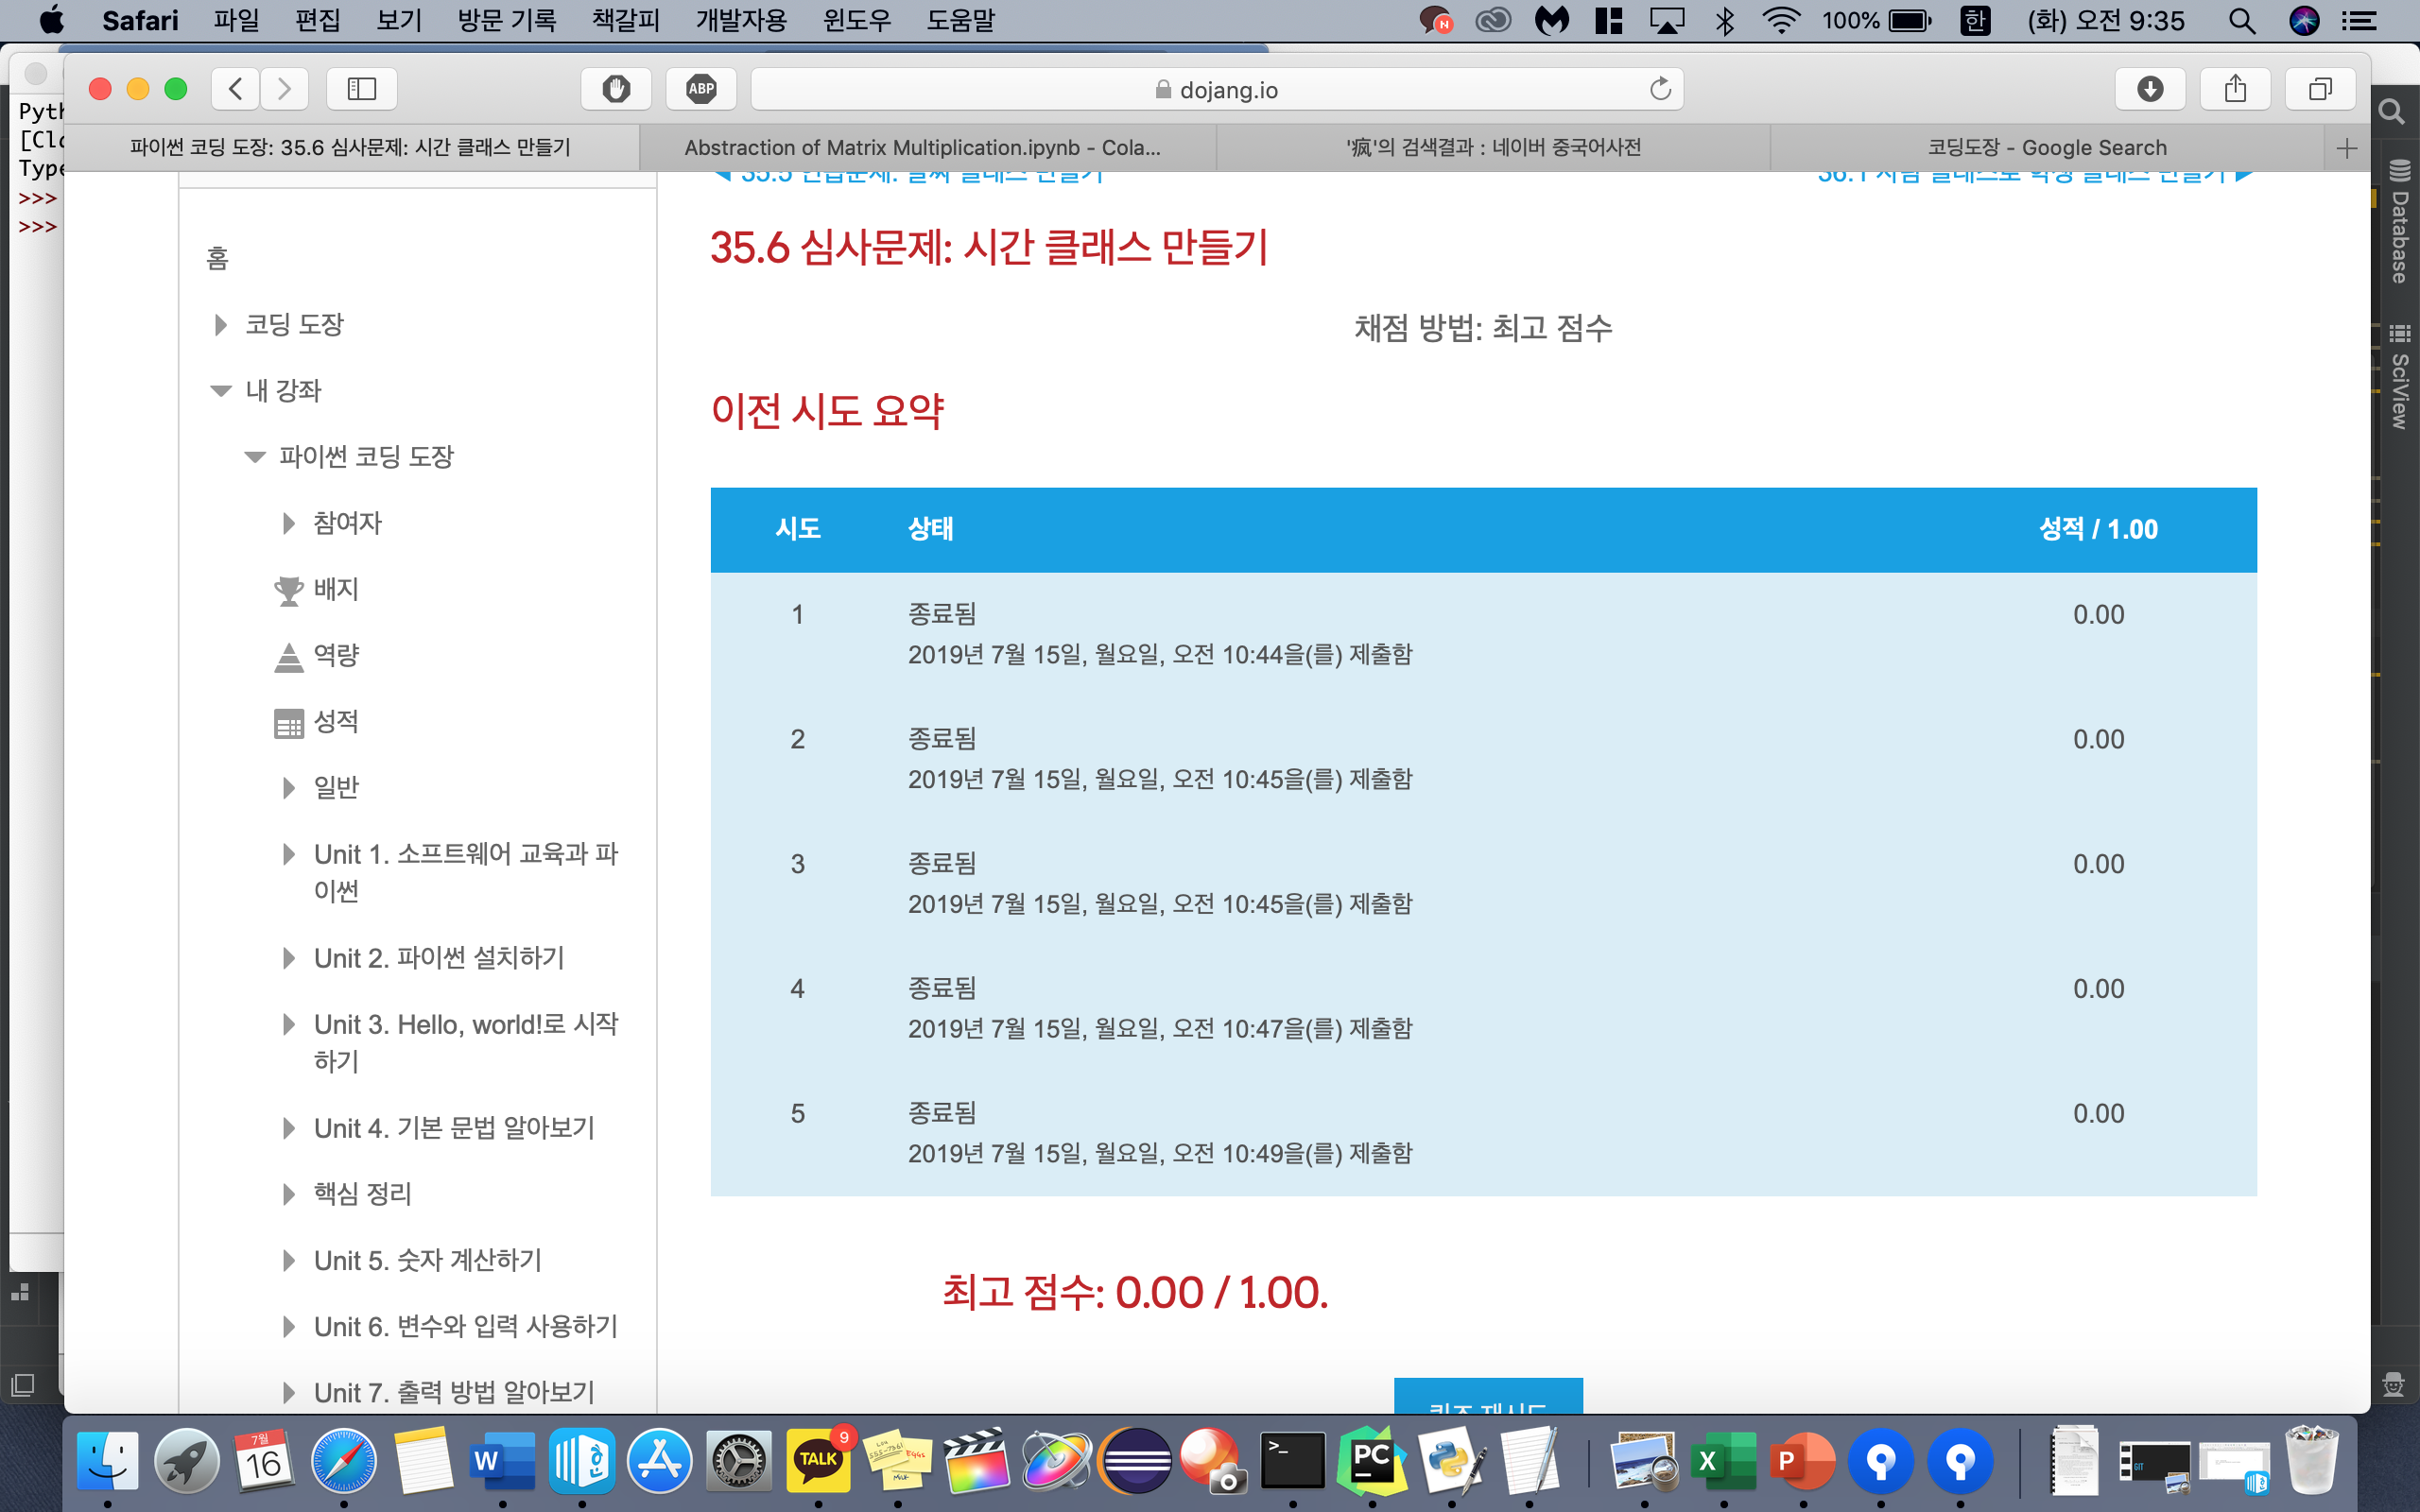 Safari 파일 편집 보기 방문 기록 책갈피 개발자용 윈도우 도움말 100% 한 (화) 오전 9:35
ABP dojang.io
파이썬 코딩 도장: 35.6 심사문제: 시간 클래스 만들기 Abstraction of Matrix Multiplication.ipynb - Cola... '疯'의 검색결과 : 네이버 중국어사전 코딩도장 - Google Search
Pyth
[Clo
Type
>>>
>>>
Database
SciView
홈
코딩 도장
내 강좌
파이썬 코딩 도장
참여자
배지
역량
성적
일반
Unit 1. 소프트웨어 교육과 파
이썬
Unit 2. 파이썬 설치하기
Unit 3. Hello, world!로 시작
하기
Unit 4. 기본 문법 알아보기
핵심 정리
Unit 5. 숫자 계산하기
Unit 6. 변수와 입력 사용하기
Unit 7. 출력 방법 알아보기
35.6 심사문제: 시간 클래스 만들기
채점 방법: 최고 점수
이전 시도 요약
시도 상태 성적 / 1.00
1 종료됨 0.00
2019년 7월 15일, 월요일, 오전 10:44을(를) 제출함
2 종료됨 0.00
2019년 7월 15일, 월요일, 오전 10:45을(를) 제출함
3 종료됨 0.00
2019년 7월 15일, 월요일, 오전 10:45을(를) 제출함
4 종료됨 0.00
2019년 7월 15일, 월요일, 오전 10:47을(를) 제출함
5 종료됨 0.00
2019년 7월 15일, 월요일, 오전 10:49을(를) 제출함
최고 점수: 0.00 / 1.00.
7월
16
W
TALK
9
>_
PC
X
P